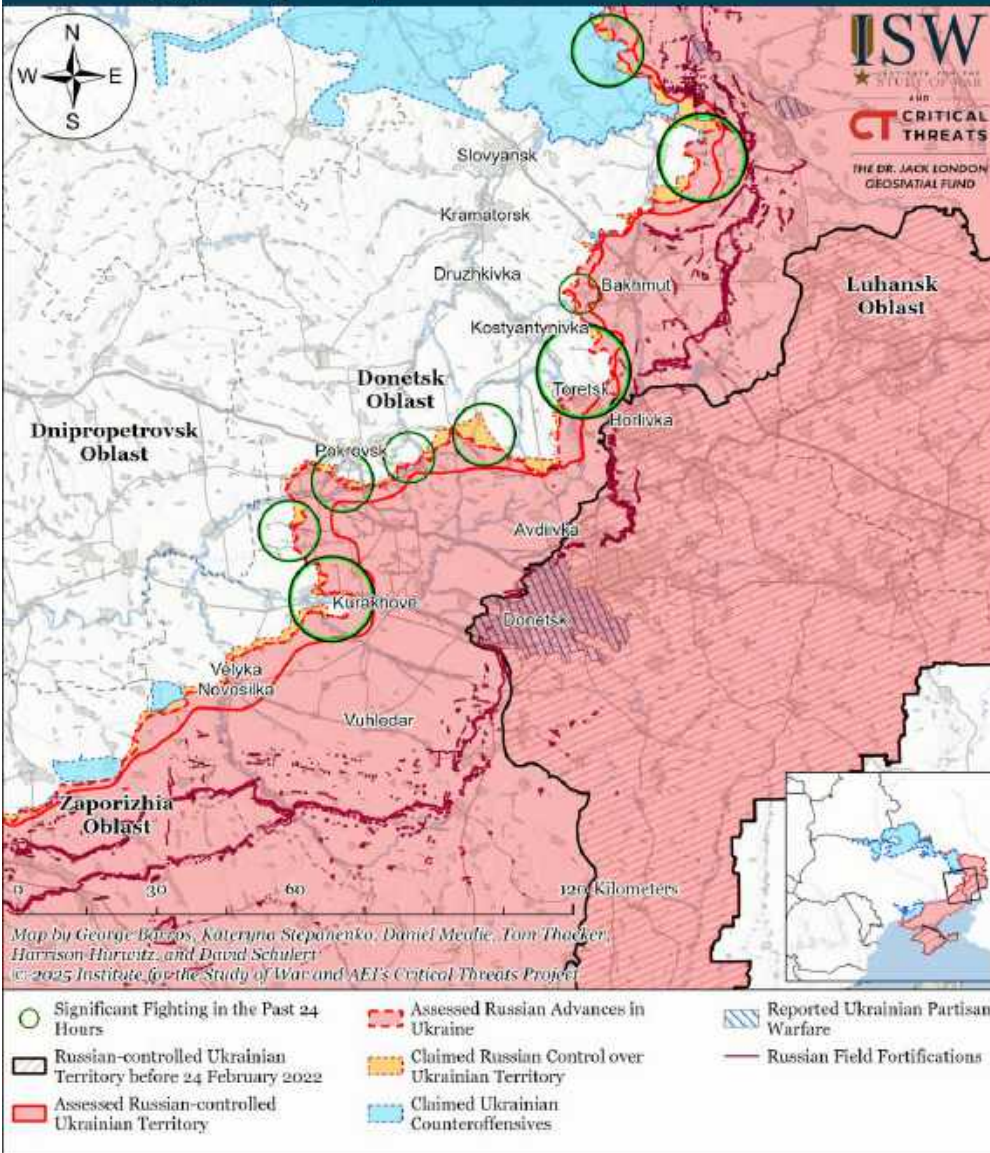 N
W E
S
ISW
INSTITUTE FOR THE
STUDY OF WAR
AND
CT CRITICAL
THREATS
THE DR. JACK LONDON
GEOSPATIAL FUND
Slovyansk
Kramatorsk
Druzhkivka
Bakhmut
Luhansk
Oblast
Kostyantynivka
Donetsk
Oblast
Toretsk
Horlivka
Dnipropetrovsk
Oblast
Pokrovsk
Avdiivka
Kurakhove
Donetsk
Velyka
Novosilka
Vuhledar
Zaporizhia
Oblast
0 30 60 120 Kilometers
Map by George Barros, Kateryna Stepanenko, Daniel Mealie, Tom Thacker,
Harrison Hurwitz, and David Schulert
© 2025 Institute for the Study of War and AEI's Critical Threats Project
Significant Fighting in the Past 24
Hours
Russian-controlled Ukrainian
Territory before 24 February 2022
Assessed Russian-controlled
Ukrainian Territory
Assessed Russian Advances in
Ukraine
Claimed Russian Control over
Ukrainian Territory
Claimed Ukrainian
Counteroffensives
Reported Ukrainian Partisan
Warfare
Russian Field Fortifications